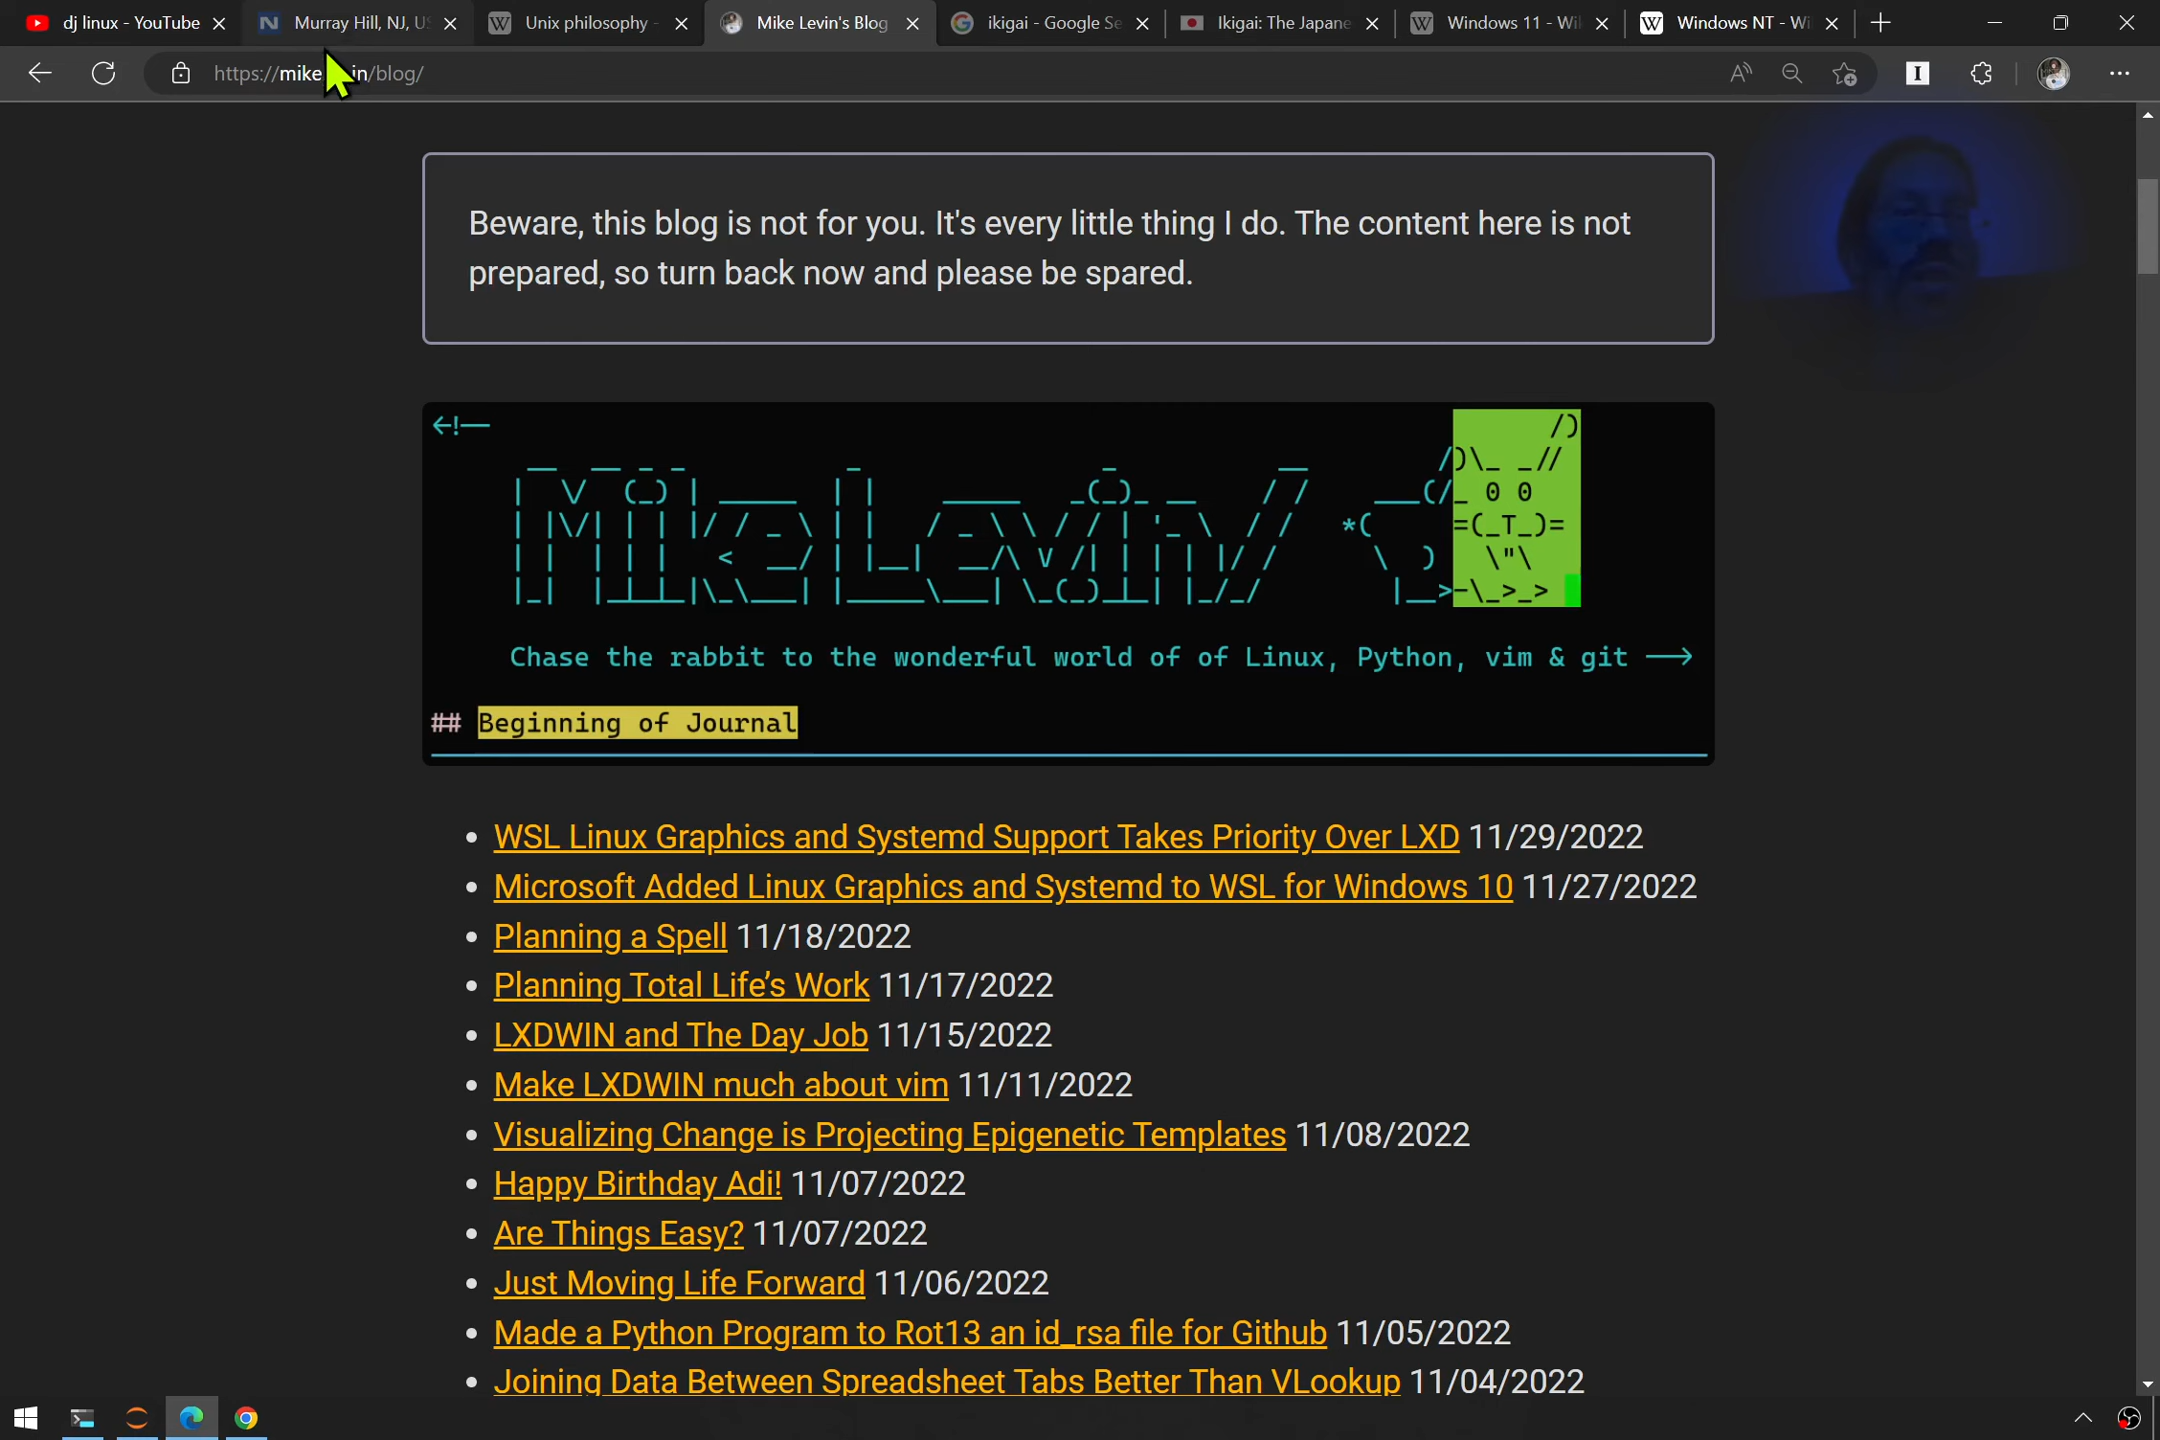 dj linux - YouTube
Murray Hill, NJ, US
Unix philosophy -
Mike Levin's Blog
ikigai - Google Se
Ikigai: The Japane
Windows 11 - Wi
Windows NT - Wi
https://mike in/blog/
Beware, this blog is not for you. It's every little thing I do. The content here is not
prepared, so turn back now and please be spared.
<!--
Mike Levin
Chase the rabbit to the wonderful world of of Linux, Python, vim & git -->
## Beginning of Journal
• WSL Linux Graphics and Systemd Support Takes Priority Over LXD 11/29/2022
• Microsoft Added Linux Graphics and Systemd to WSL for Windows 10 11/27/2022
• Planning a Spell 11/18/2022
• Planning Total Life’s Work 11/17/2022
• LXDWIN and The Day Job 11/15/2022
• Make LXDWIN much about vim 11/11/2022
• Visualizing Change is Projecting Epigenetic Templates 11/08/2022
• Happy Birthday Adi! 11/07/2022
• Are Things Easy? 11/07/2022
• Just Moving Life Forward 11/06/2022
• Made a Python Program to Rot13 an id_rsa file for Github 11/05/2022
• Joining Data Between Spreadsheet Tabs Better Than VLookup 11/04/2022